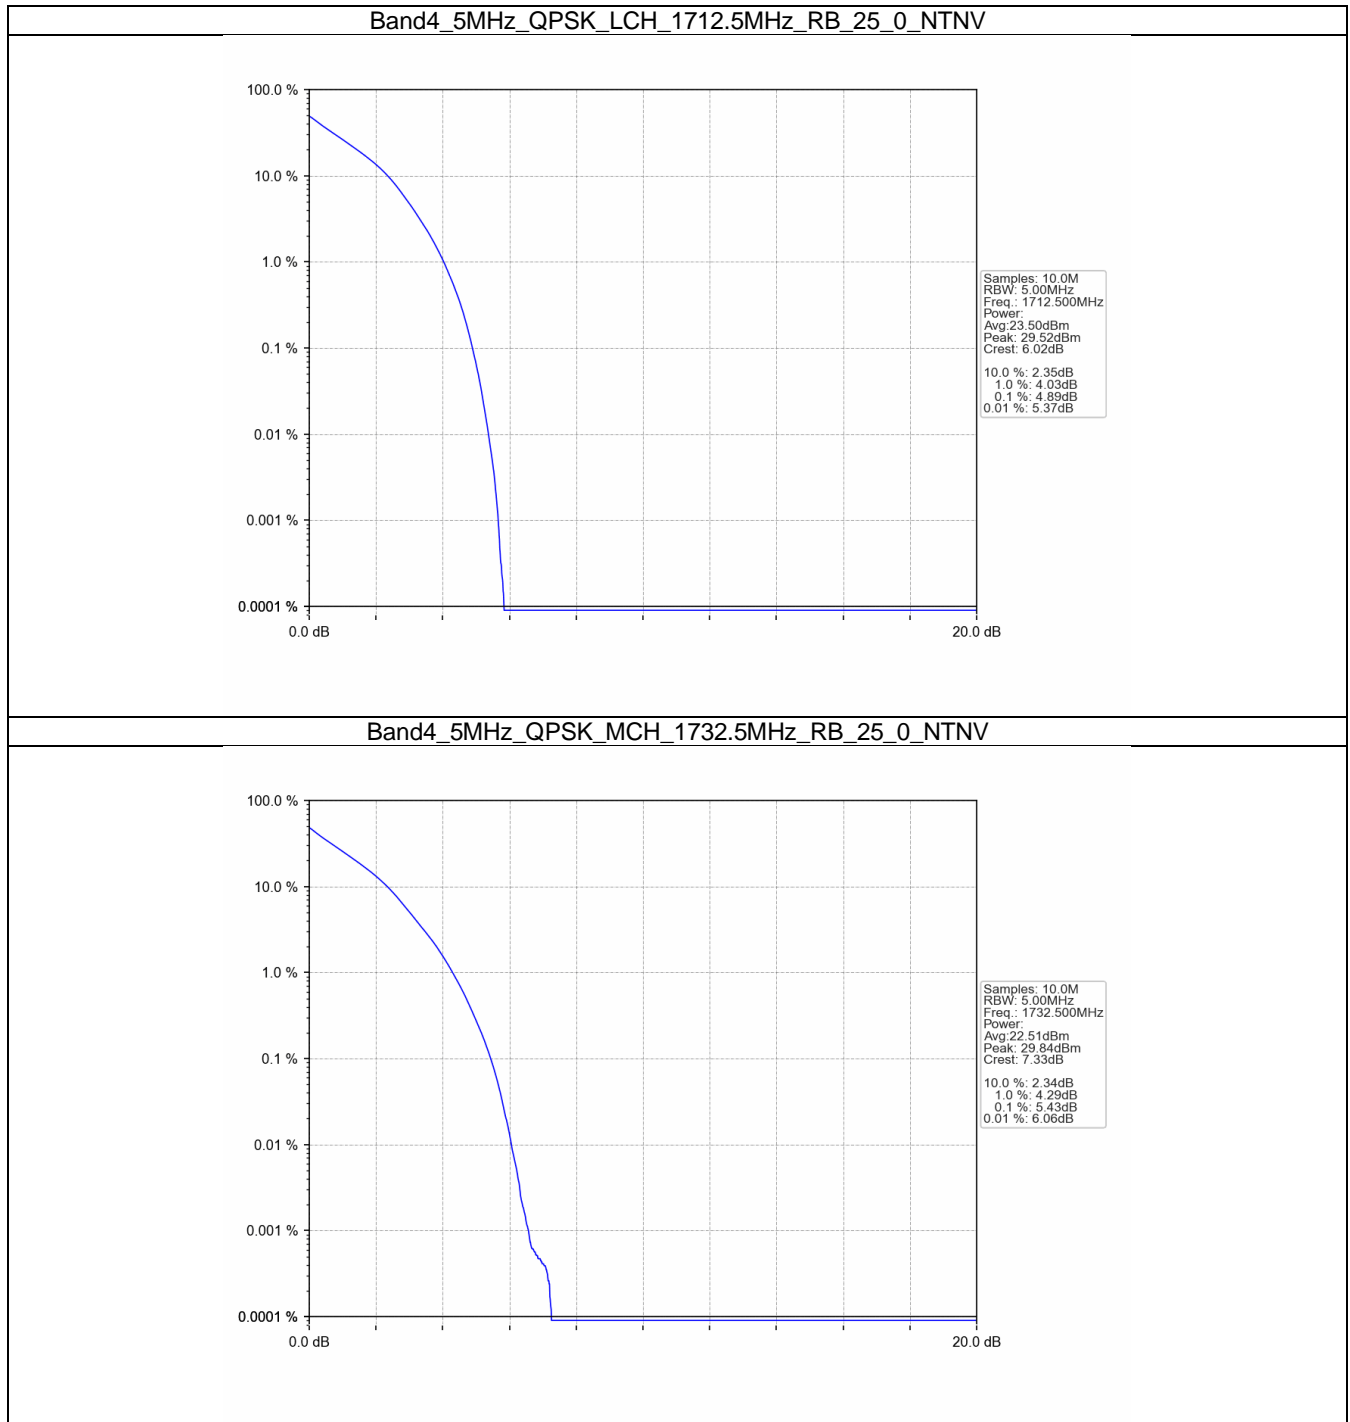 Band4_5MHz_QPSK_LCH_1712.5MHz_RB_25_0_NTNV
100.0 %
10.0 %
1.0 %
0.1 %
0.01 %
0.001 %
0.0001 %
0.0 dB
20.0 dB
Samples: 10.0M
RBW: 5.00MHz
Freq.: 1712.500MHz
Power:
Avg:23.50dBm
Peak: 29.52dBm
Crest: 6.02dB
10.0 %: 2.35dB
1.0 %: 4.03dB
0.1 %: 4.89dB
0.01 %: 5.37dB
Band4_5MHz_QPSK_MCH_1732.5MHz_RB_25_0_NTNV
100.0 %
10.0 %
1.0 %
0.1 %
0.01 %
0.001 %
0.0001 %
0.0 dB
20.0 dB
Samples: 10.0M
RBW: 5.00MHz
Freq.: 1732.500MHz
Power:
Avg:22.51dBm
Peak: 29.84dBm
Crest: 7.33dB
10.0 %: 2.34dB
1.0 %: 4.29dB
0.1 %: 5.43dB
0.01 %: 6.06dB